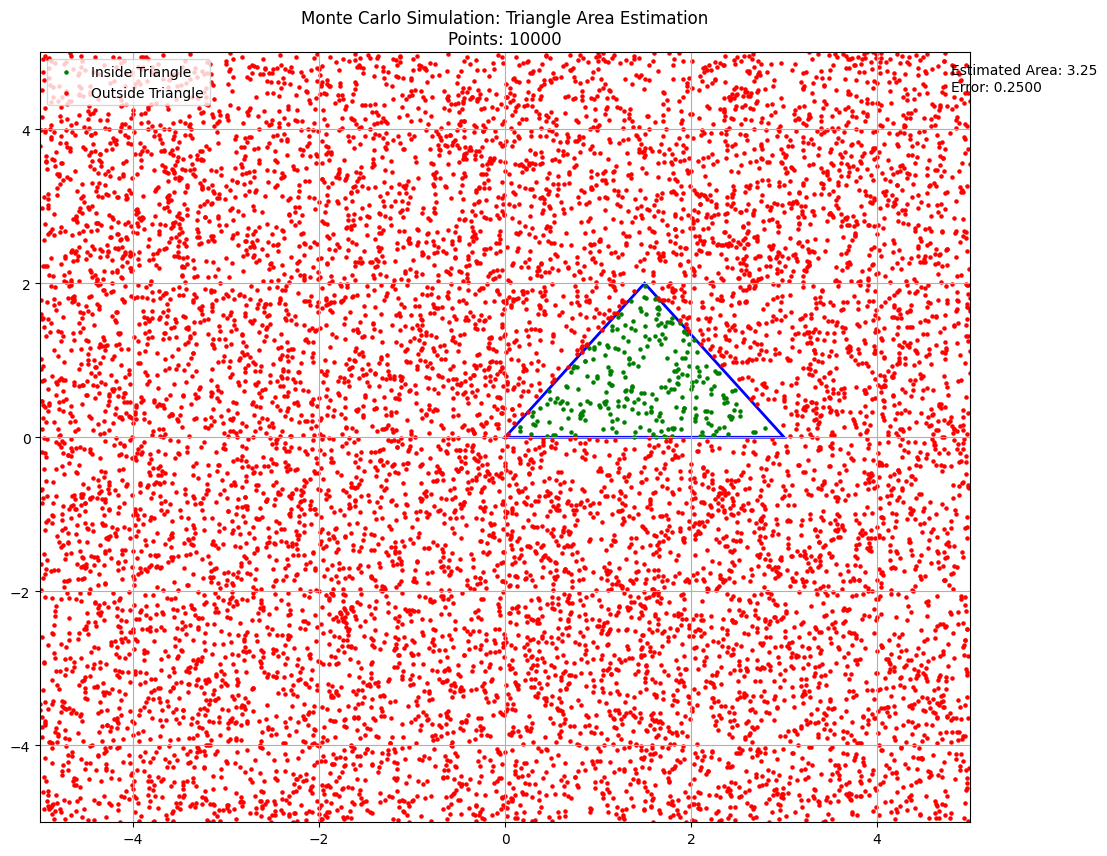 Monte Carlo Simulation: Triangle Area Estimation
Points: 10000
Inside Triangle
Outside Triangle
Estimated Area: 3.25
Error: 0.2500
4
2
0
−2
−4
−4
−2
0
2
4